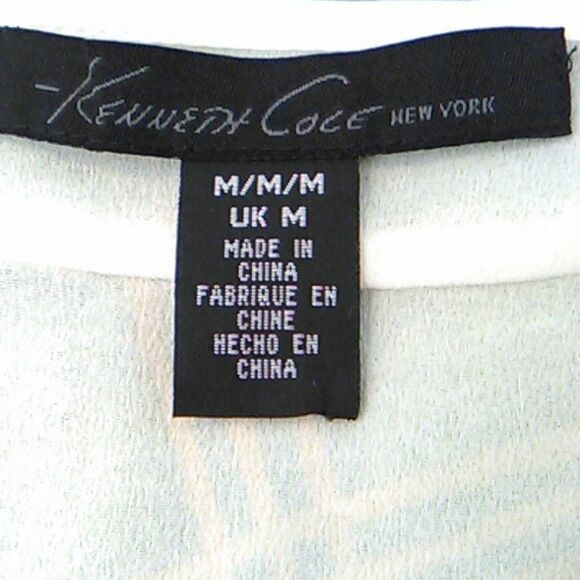 KENNETH COLE NEW YORK
M/M/M
UK M
MADE IN
CHINA
FABRIQUE EN
CHINE
HECHO EN
CHINA